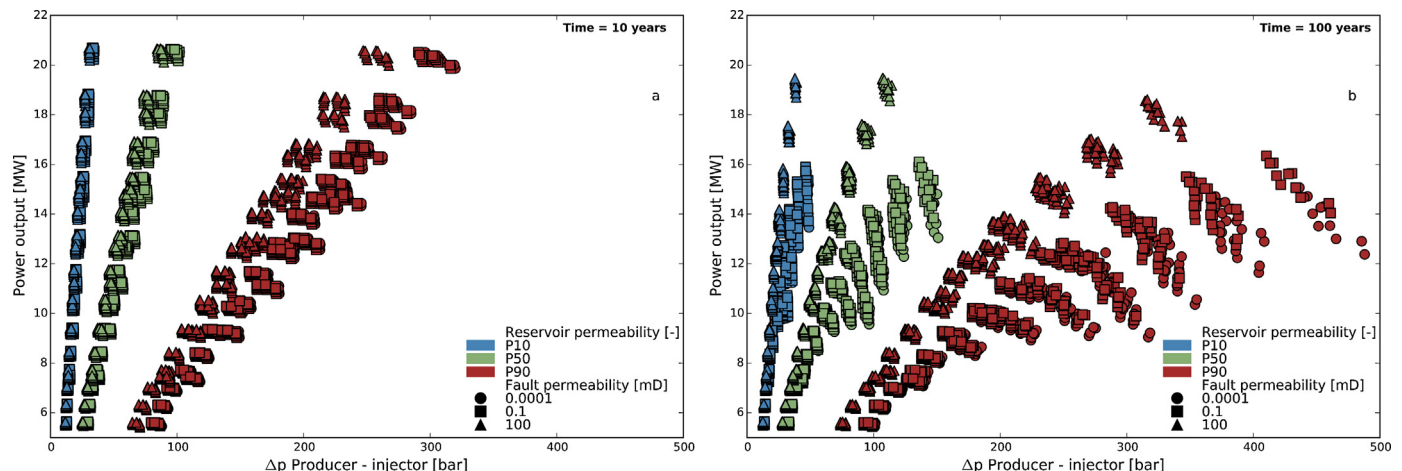 22
20
18
16
14
12
10
8
6
Power output [MW]
Time = 10 years
a
Reservoir permeability [-]
P10
P50
P90
Fault permeability [mD]
0.0001
0.1
100
0 100 200 300 400 500
Δp Producer - injector [bar]
22
20
18
16
14
12
10
8
6
Power output [MW]
Time = 100 years
b
Reservoir permeability [-]
P10
P50
P90
Fault permeability [mD]
0.0001
0.1
100
0 100 200 300 400 500
Δp Producer - injector [bar]